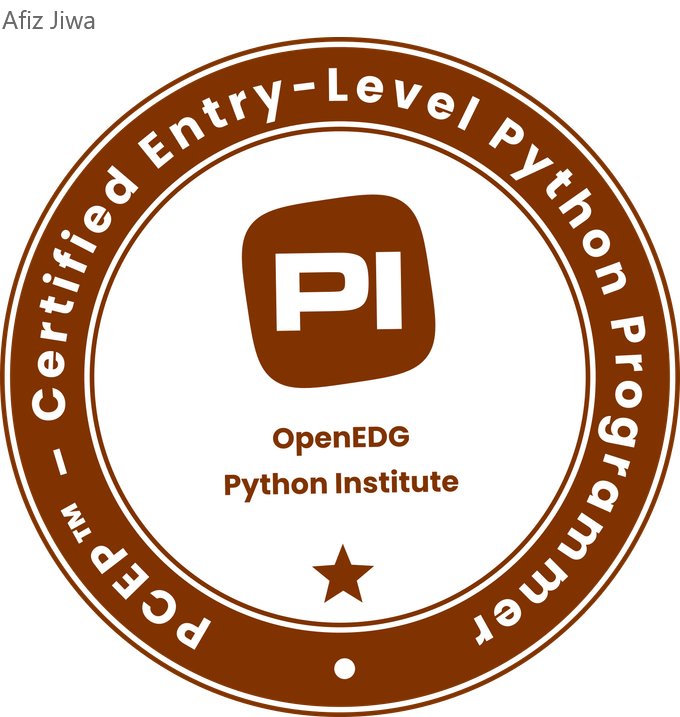 Afiz Jiwa
PCEP™ – Certified Entry-Level Python Programmer
PI
OpenEDG
Python Institute